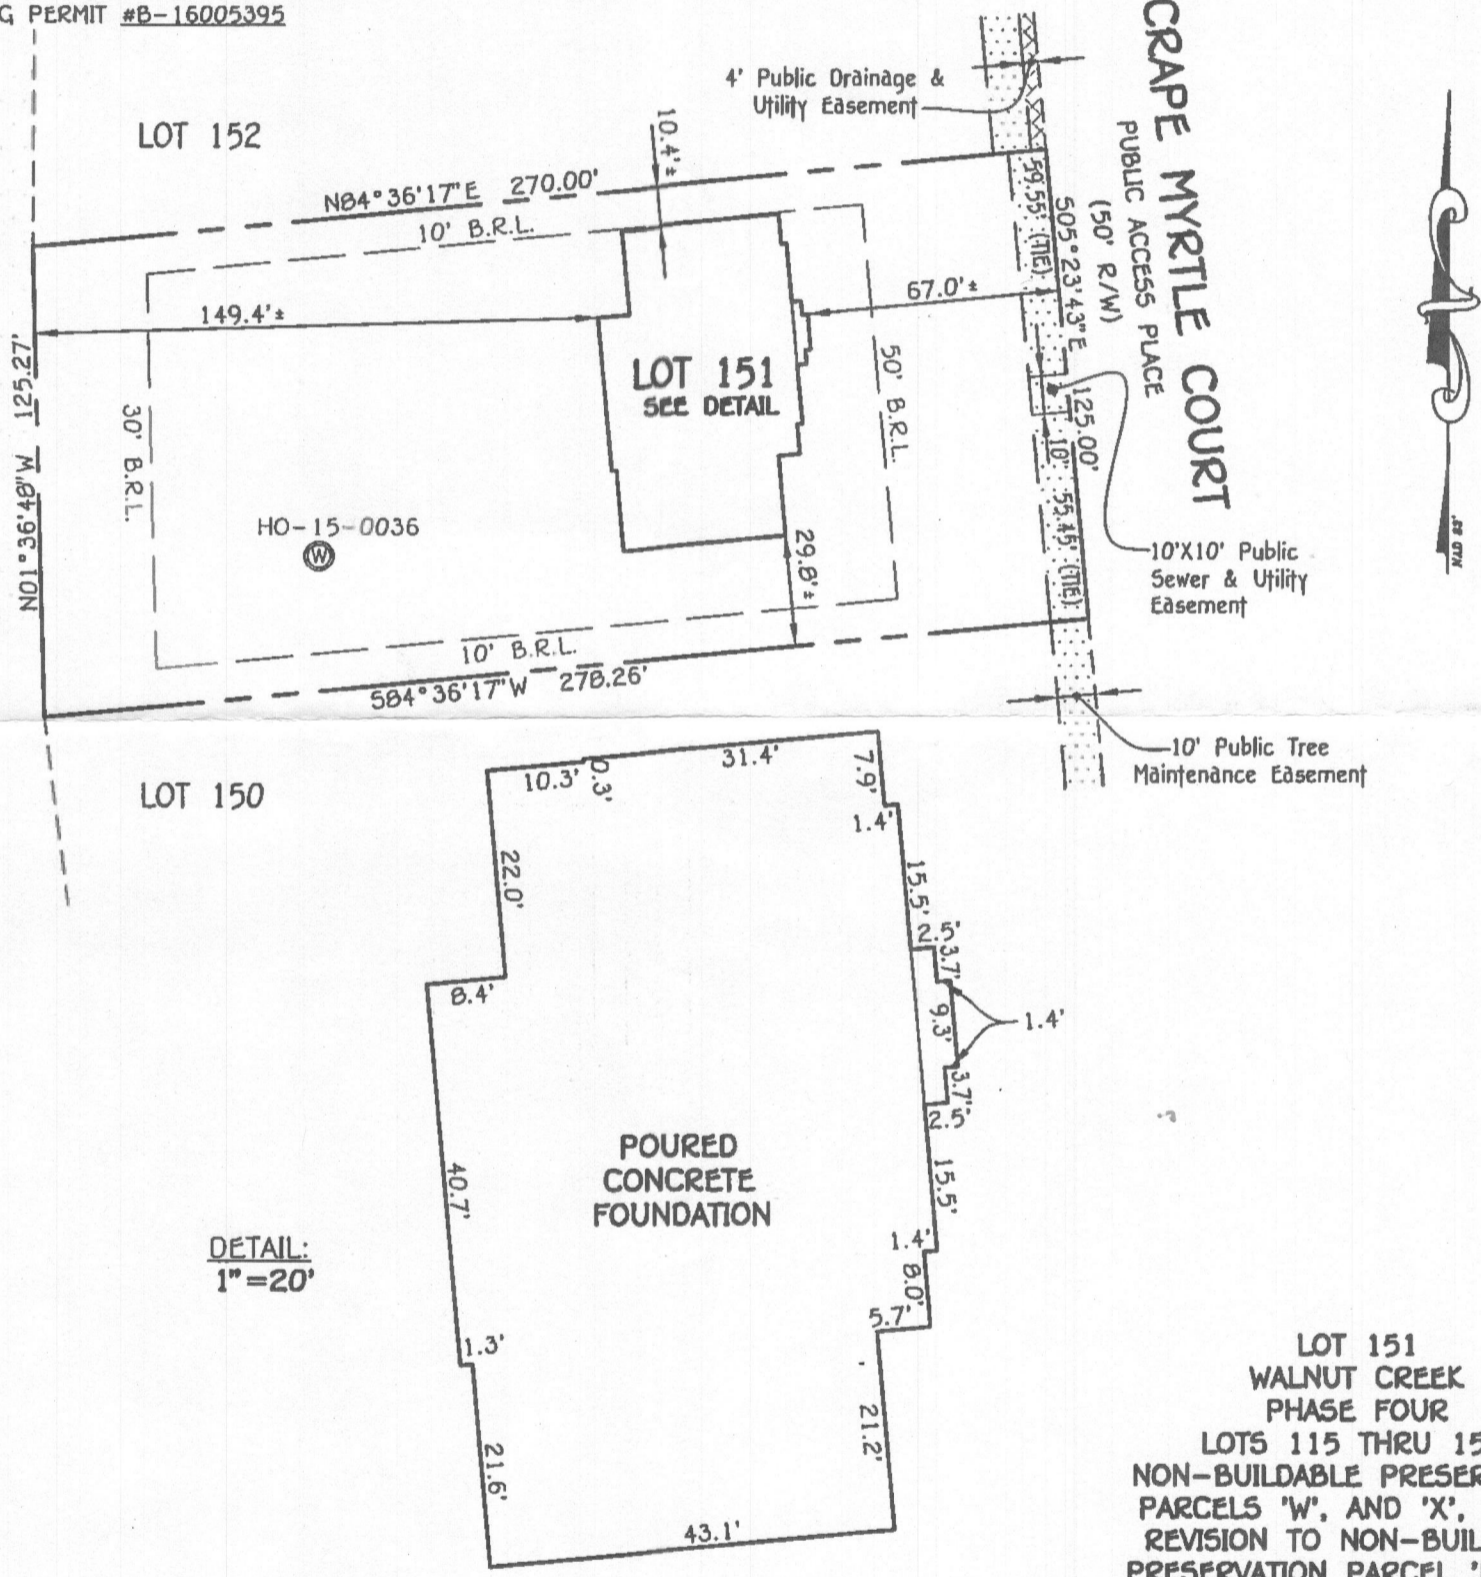 G PERMIT #B-16005395
LOT 152
4' Public Drainage &
Utility Easement
CRAPE MYRTLE COURT
PUBLIC ACCESS PLACE
(50' R/W)
10.4'±
N84°36'17"E 270.00'
10' B.R.L.
59.55' (TIE)
S05°23'43"E 125.00'
149.4'±
67.0'±
LOT 151
SEE DETAIL
50' B.R.L.
30' B.R.L.
N01°36'48"W 125.27'
HO-15-0036
W
10'
55.45' (TIE)
29.8'±
10'X10' Public
Sewer & Utility
Easement
NAD 83'
10' B.R.L.
S84°36'17"W 278.26'
10' Public Tree
Maintenance Easement
LOT 150
10.3'
0.3'
31.4'
7.9'
1.4'
22.0'
15.5'
2.5'
3.7'
8.4'
9.3'
1.4'
3.7'
2.5'
POURED
CONCRETE
FOUNDATION
40.7'
15.5'
1.4'
8.0'
5.7'
DETAIL:
1"=20'
1.3'
21.2'
21.6'
43.1'
LOT 151
WALNUT CREEK
PHASE FOUR
LOTS 115 THRU 15
NON-BUILDABLE PRESER
PARCELS 'W', AND 'X',
REVISION TO NON-BUIL
PRESERVATION PARCEL '